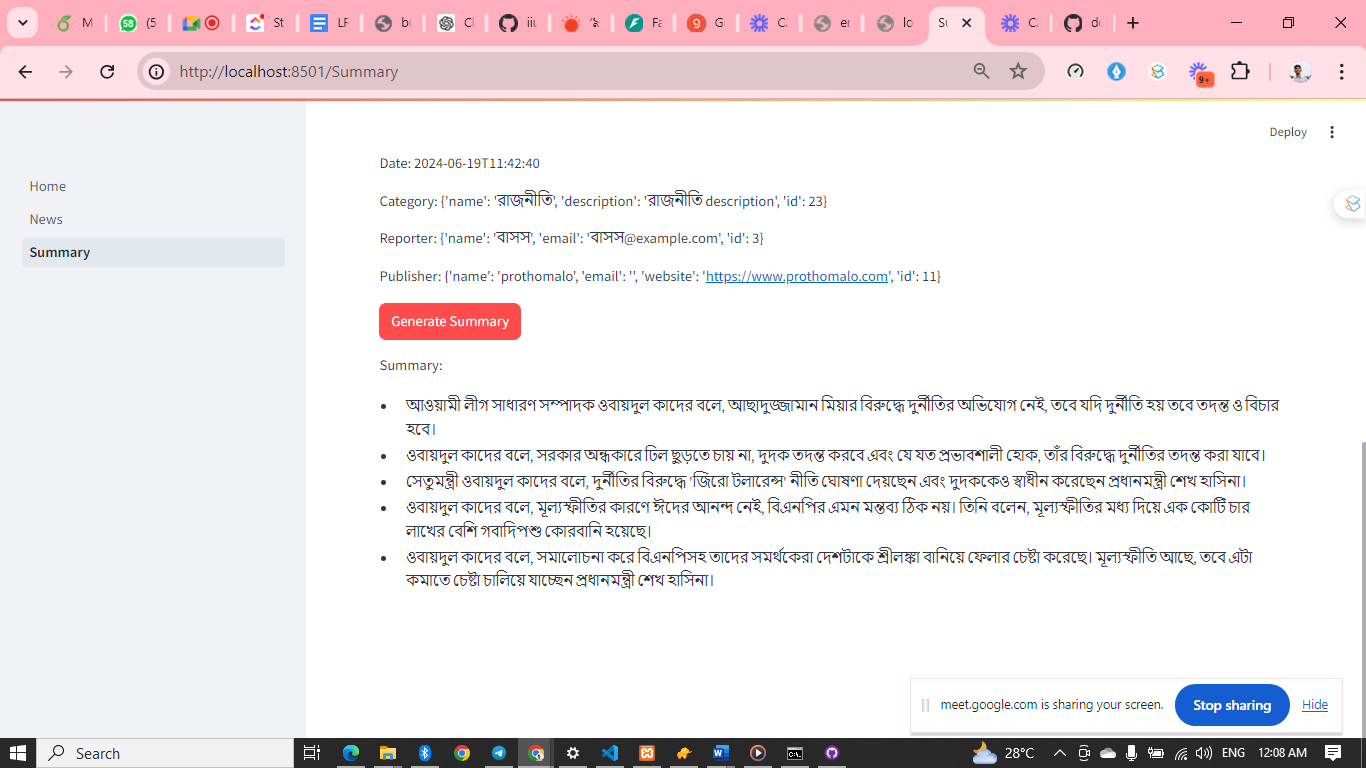 M
58
(5
St
LF
bc
Cl
iiu
Fa
9
G
C:
er
lo
Su
C:
dc
http://localhost:8501/Summary
9+
Deploy
Home
News
Summary
Date: 2024-06-19T11:42:40
Category: {'name': 'রাজনীতি', 'description': 'রাজনীতি description', 'id': 23}
Reporter: {'name': 'বাসস', 'email': 'বাসস@example.com', 'id': 3}
Publisher: {'name': 'prothomalo', 'email': '', 'website': 'https://www.prothomalo.com', 'id': 11}
Generate Summary
Summary:
• আওয়ামী লীগ সাধারণ সম্পাদক ওবায়দুল কাদের বলে, আছাদুজ্জামান মিয়ার বিরুদ্ধে দুর্নীতির অভিযোগ নেই, তবে যদি দুর্নীতি হয় তবে তদন্ত ও বিচার
হবে।
• ওবায়দুল কাদের বলে, সরকার অন্ধকারে ঢিল ছুড়তে চায় না, দুদক তদন্ত করবে এবং যে যত প্রভাবশালী হোক, তাঁর বিরুদ্ধে দুর্নীতির তদন্ত করা যাবে।
• সেতুমন্ত্রী ওবায়দুল কাদের বলে, দুর্নীতির বিরুদ্ধে 'জিরো টলারেন্স' নীতি ঘোষণা দেয়ছেন এবং দুদককেও স্বাধীন করেছেন প্রধানমন্ত্রী শেখ হাসিনা।
• ওবায়দুল কাদের বলে, মূল্যস্ফীতির কারণে ঈদের আনন্দ নেই, বিএনপির এমন মন্তব্য ঠিক নয়। তিনি বলেন, মূল্যস্ফীতির মধ্য দিয়ে এক কোটি চার
লাখের বেশি গবাদিপশু কোরবানি হয়েছে।
• ওবায়দুল কাদের বলে, সমালোচনা করে বিএনপিসহ তাদের সমর্থকেরা দেশটাকে শ্রীলঙ্কা বানিয়ে ফেলার চেষ্টা করেছে। মূল্যস্ফীতি আছে, তবে এটা
কমাতে চেষ্টা চালিয়ে যাচ্ছেন প্রধানমন্ত্রী শেখ হাসিনা।
meet.google.com is sharing your screen.
Stop sharing
Hide
Search
28°C
ENG
12:08 AM